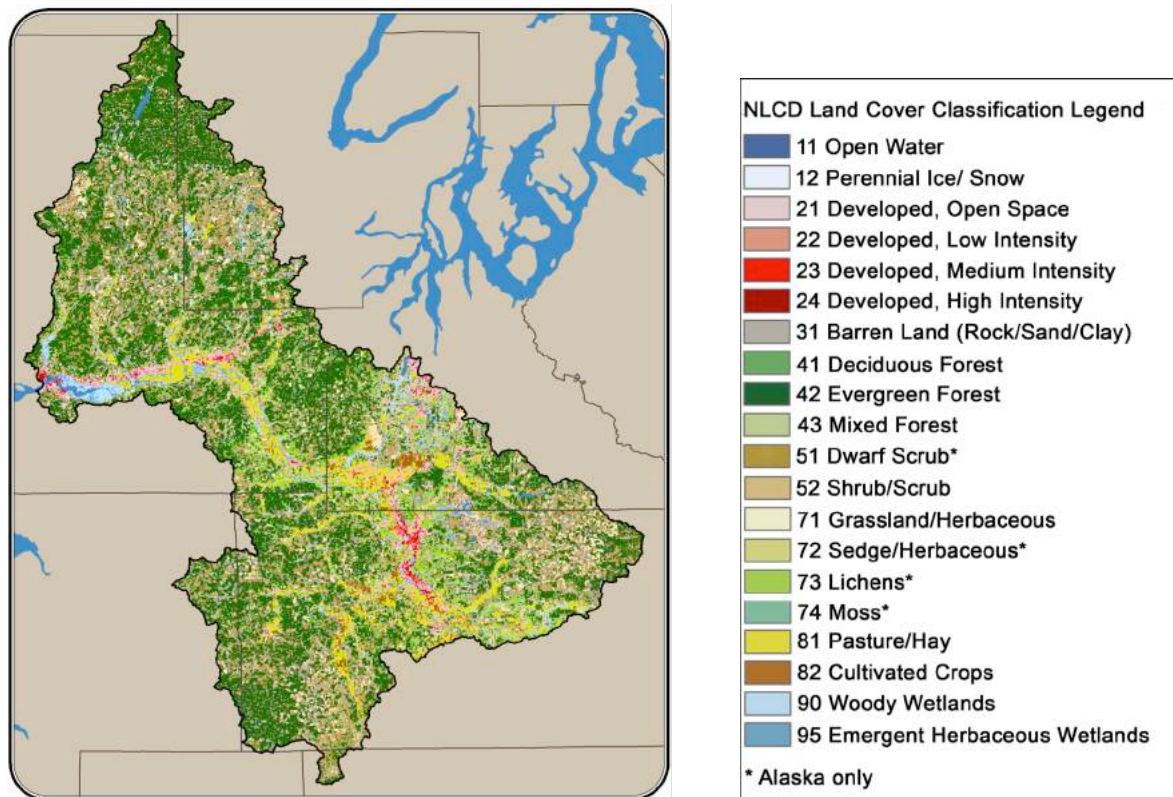 NLCD Land Cover Classification Legend
11 Open Water
12 Perennial Ice/ Snow
21 Developed, Open Space
22 Developed, Low Intensity
23 Developed, Medium Intensity
24 Developed, High Intensity
31 Barren Land (Rock/Sand/Clay)
41 Deciduous Forest
42 Evergreen Forest
43 Mixed Forest
51 Dwarf Scrub*
52 Shrub/Scrub
71 Grassland/Herbaceous
72 Sedge/Herbaceous*
73 Lichens*
74 Moss*
81 Pasture/Hay
82 Cultivated Crops
90 Woody Wetlands
95 Emergent Herbaceous Wetlands
* Alaska only